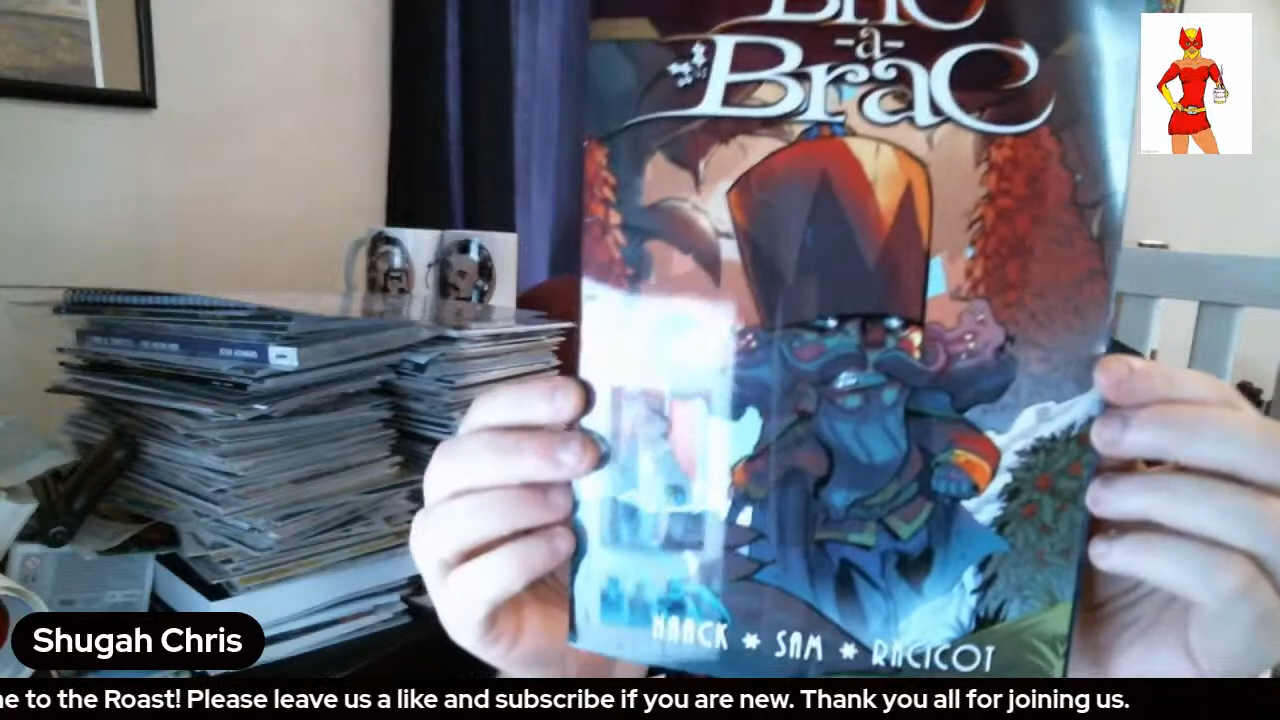 Bric
-a-
BraC
HAACK * SAM * RACICOT
Shugah Chris
ne to the Roast! Please leave us a like and subscribe if you are new. Thank you all for joining us.